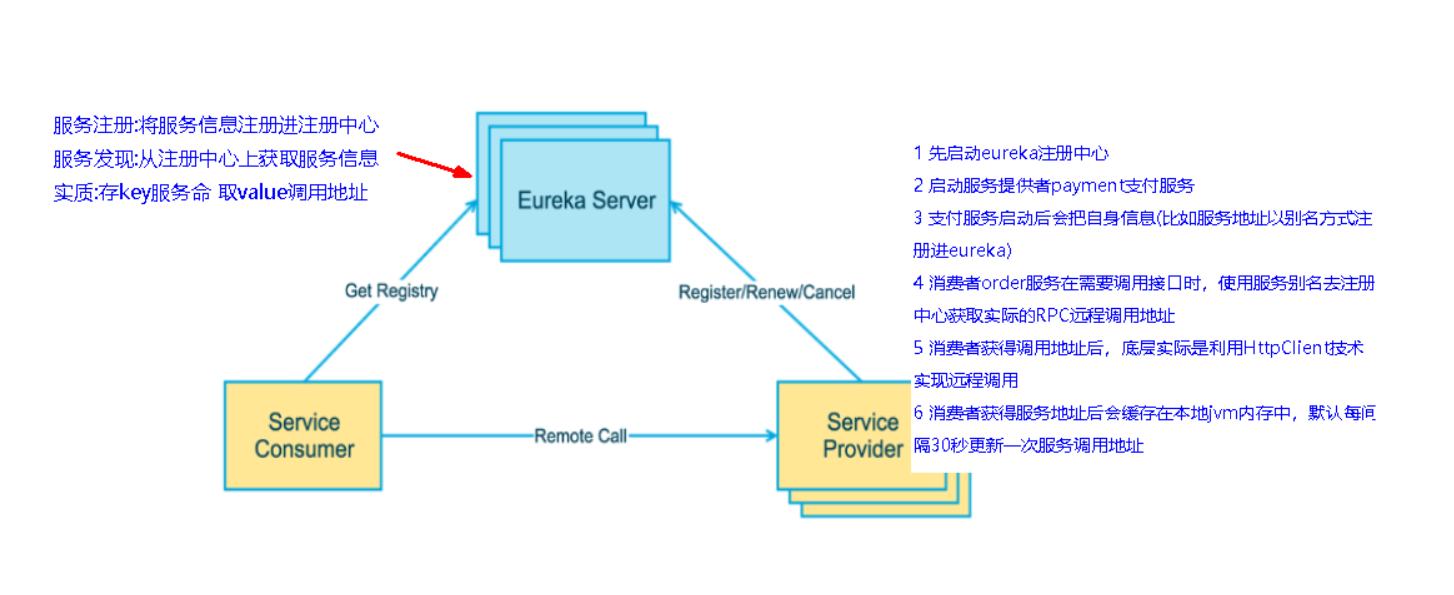 服务注册:将服务信息注册进注册中心
服务发现:从注册中心上获取服务信息
实质:存key服务命 取value调用地址
Eureka Server
Get Registry
Register/Renew/Cancel
Service
Consumer
Remote Call
Service
Provider
1 先启动eureka注册中心
2 启动服务提供者payment支付服务
3 支付服务启动后会把自身信息(比如服务地址以别名方式注
册进eureka)
4 消费者order服务在需要调用接口时，使用服务别名去注册
中心获取实际的RPC远程调用地址
5 消费者获得调用地址后，底层实际是利用HttpClient技术
实现远程调用
6 消费者获得服务地址后会缓存在本地jvm内存中，默认每间
隔30秒更新一次服务调用地址